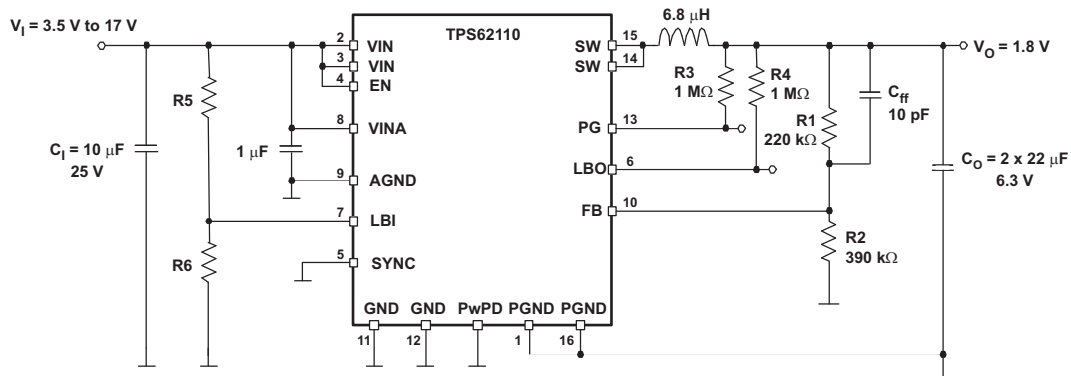 V_I = 3.5 V to 17 V
TPS62110
6.8 μH
V_O = 1.8 V
2
VIN
3
VIN
4
EN
15
SW
14
SW
R3
1 MΩ
R4
1 MΩ
C_ff
10 pF
R5
8
VINA
PG
13
R1
220 kΩ
C_I = 10 μF
25 V
1 μF
LBO
6
C_O = 2 x 22 μF
6.3 V
9
AGND
7
LBI
FB
10
R6
5
SYNC
R2
390 kΩ
GND
GND
PwPD
PGND
PGND
11
12
1
16